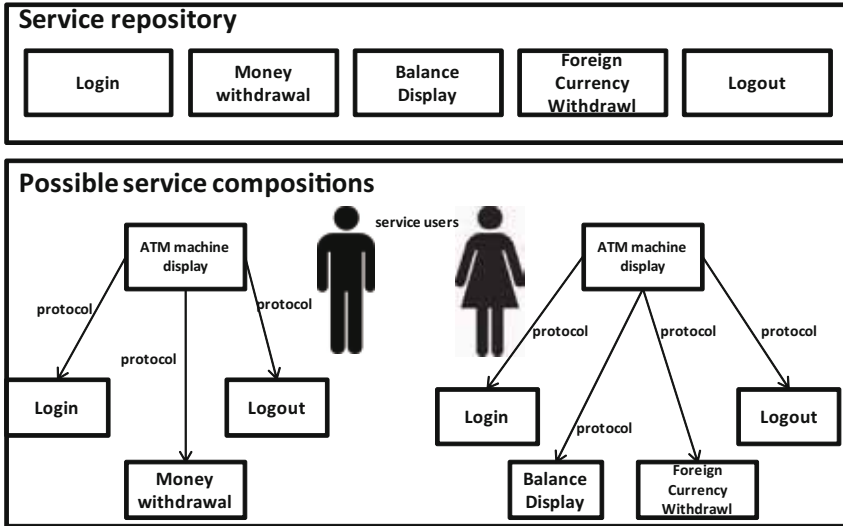 Service repository
Login
Money
withdrawal
Balance
Display
Foreign
Currency
Withdrawl
Logout
Possible service compositions
service users
ATM machine
display
protocol
protocol
protocol
Login
Logout
Money
withdrawal
ATM machine
display
protocol
protocol
protocol
protocol
Login
Logout
Balance
Display
Foreign
Currency
Withdrawl